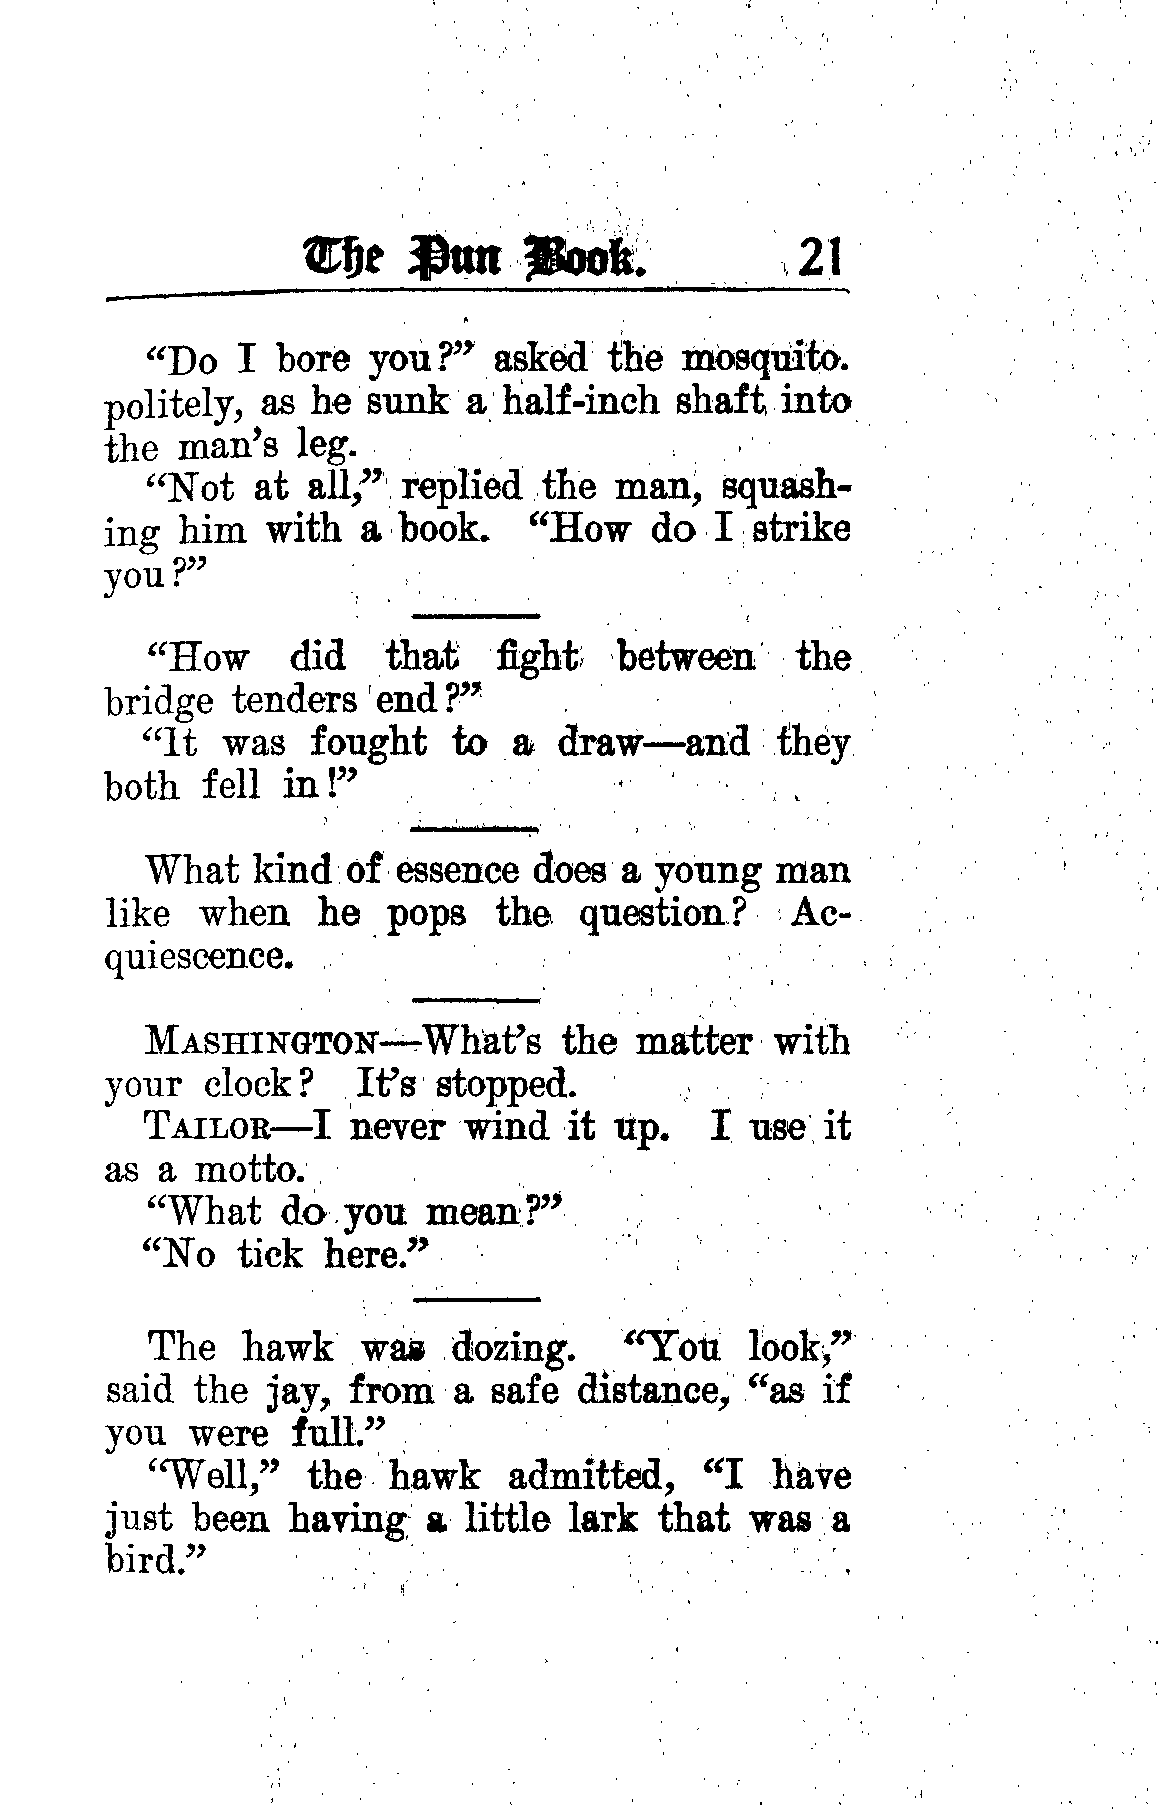 The Pun Book. 21
“Do I bore you?” asked the mosquito.
politely, as he sunk a half-inch shaft into
the man’s leg.
“Not at all,” replied the man, squash-
ing him with a book. “How do I strike
you?”
“How did that fight between the
bridge tenders end?”
“It was fought to a draw—and they
both fell in!”
What kind of essence does a young man
like when he pops the question? Ac-
quiescence.
MASHINGTON—What’s the matter with
your clock? It’s stopped.
TAILOR—I never wind it up. I use it
as a motto.
“What do you mean?”
“No tick here.”
The hawk was dozing. “You look,”
said the jay, from a safe distance, “as if
you were full.”
“Well,” the hawk admitted, “I have
just been having a little lark that was a
bird.”